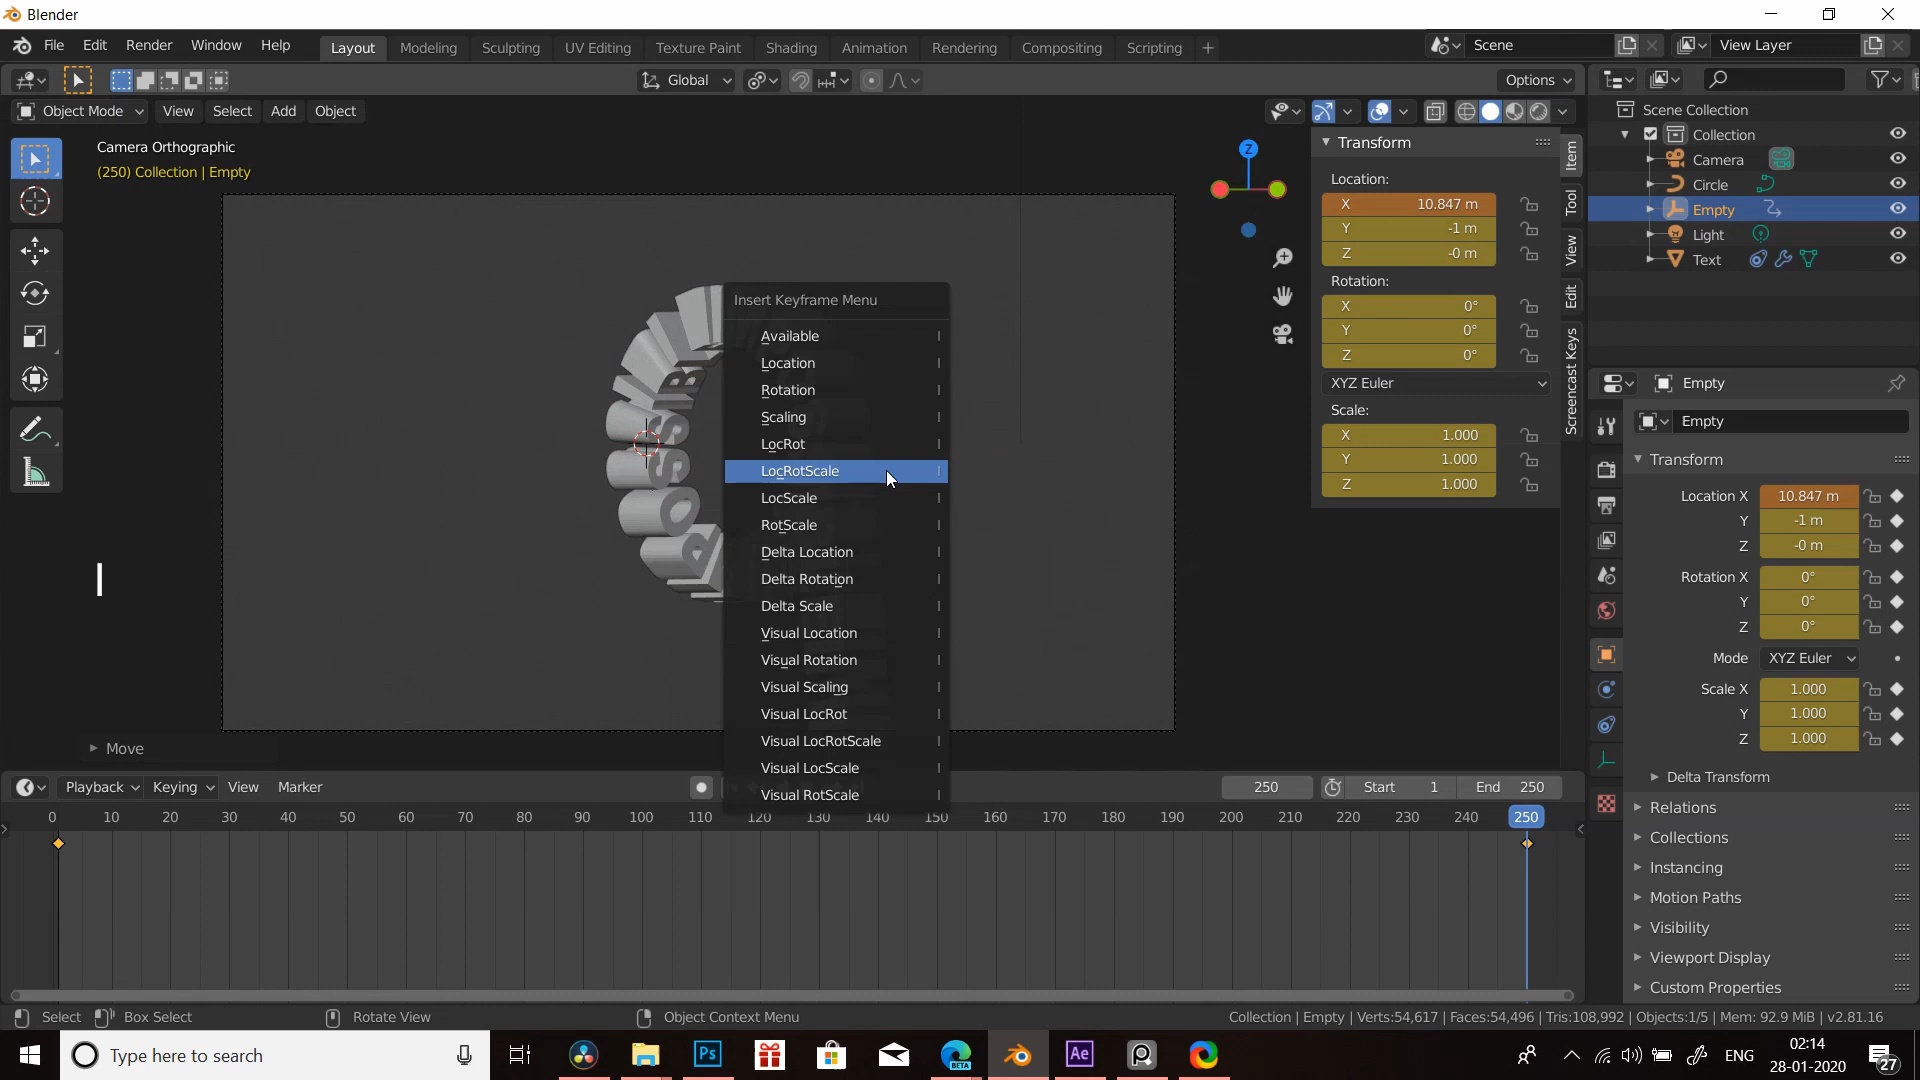 Blender
File Edit Render Window Help Layout Modeling Sculpting UV Editing Texture Paint Shading Animation Rendering Compositing Scripting + Scene View Layer
Global Options
Object Mode View Select Add Object
Camera Orthographic
(250) Collection | Empty
Z
Transform
Location:
X 10.847 m
Y -1 m
Z -0 m
Rotation:
X 0°
Y 0°
Z 0°
XYZ Euler
Scale:
X 1.000
Y 1.000
Z 1.000
Item
Tool
View
Edit
Screencast Keys
Scene Collection
Collection
Camera
Circle
Empty
Light
Text
Empty
Empty
Transform
Location X 10.847 m
Y -1 m
Z -0 m
Rotation X 0°
Y 0°
Z 0°
Mode XYZ Euler
Scale X 1.000
Y 1.000
Z 1.000
Delta Transform
Relations
Collections
Instancing
Motion Paths
Visibility
Viewport Display
Custom Properties
Insert Keyframe Menu
Available I
Location I
Rotation I
Scaling I
LocRot I
LocRotScale I
LocScale I
RotScale I
Delta Location I
Delta Rotation I
Delta Scale I
Visual Location I
Visual Rotation I
Visual Scaling I
Visual LocRot I
Visual LocRotScale I
Visual LocScale I
Visual RotScale I
I
Move
Playback Keying View Marker 250 Start 1 End 250
0 10 20 30 40 50 60 70 80 90 100 110 120 130 140 150 160 170 180 190 200 210 220 230 240 250
Select Box Select Rotate View Object Context Menu Collection | Empty | Verts:54,617 | Faces:54,496 | Tris:108,992 | Objects:1/5 | Mem: 92.9 MiB | v2.81.16
Type here to search Ps Ae ENG 02:14
28-01-2020 27